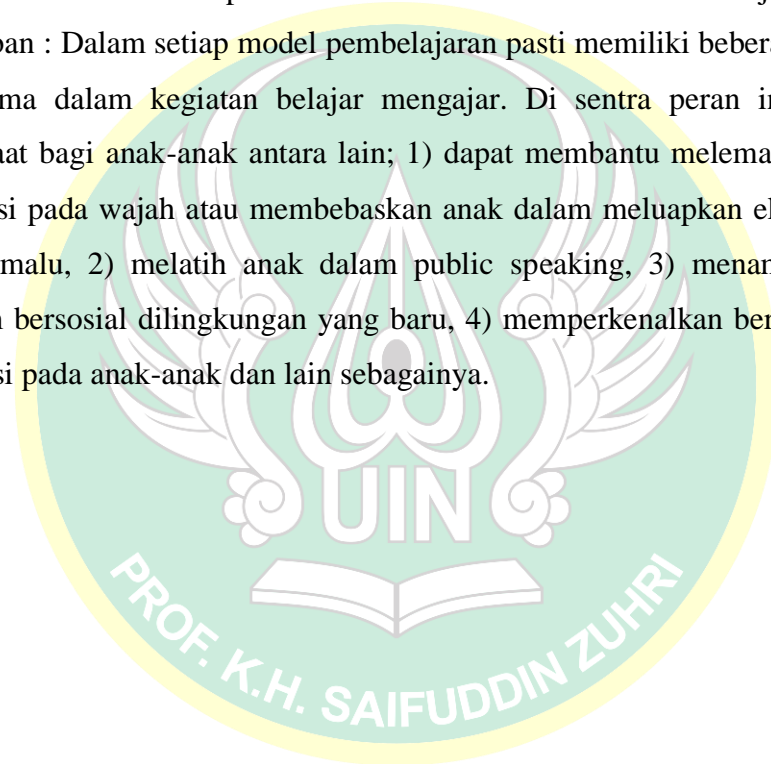 ban : Dalam setiap model pembelajaran pasti memiliki bebers
ma dalam kegiatan belajar mengajar. Di sentra peran in
aat bagi anak-anak antara lain; 1) dapat membantu melema
si pada wajah atau membebaskan anak dalam meluapkan el
malu, 2) melatih anak dalam public speaking, 3) menan
bersosial dilingkungan yang baru, 4) memperkenalkan ber
si pada anak-anak dan lain sebagainya.
UIN
PROF. K.H. SAIFUDDIN ZUHRI